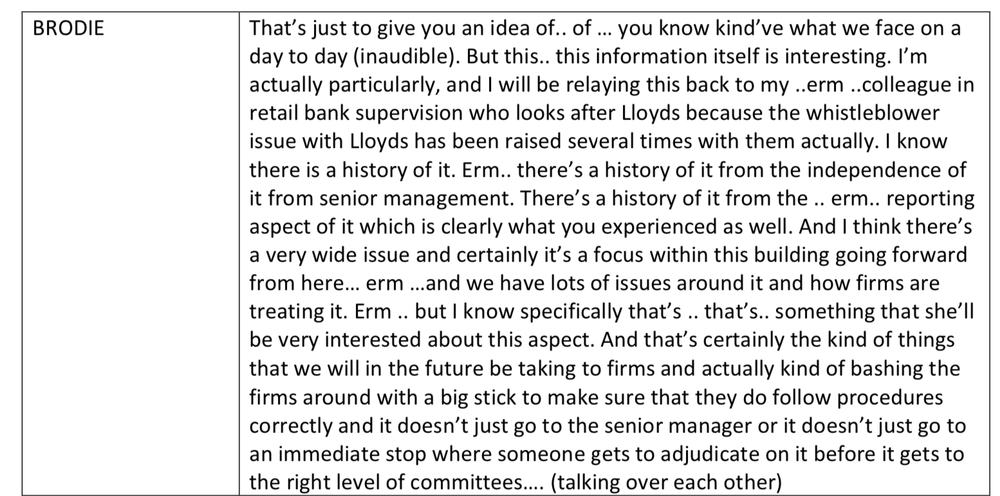 BRODIE
That’s just to give you an idea of.. of … you know kind’ve what we face on a
day to day (inaudible). But this.. this information itself is interesting. I’m
actually particularly, and I will be relaying this back to my ..erm ..colleague in
retail bank supervision who looks after Lloyds because the whistleblower
issue with Lloyds has been raised several times with them actually. I know
there is a history of it. Erm.. there’s a history of it from the independence of
it from senior management. There’s a history of it from the .. erm.. reporting
aspect of it which is clearly what you experienced as well. And I think there’s
a very wide issue and certainly it’s a focus within this building going forward
from here… erm …and we have lots of issues around it and how firms are
treating it. Erm .. but I know specifically that’s .. that’s.. something that she’ll
be very interested about this aspect. And that’s certainly the kind of things
that we will in the future be taking to firms and actually kind of bashing the
firms around with a big stick to make sure that they do follow procedures
correctly and it doesn’t just go to the senior manager or it doesn’t just go to
an immediate stop where someone gets to adjudicate on it before it gets to
the right level of committees…. (talking over each other)